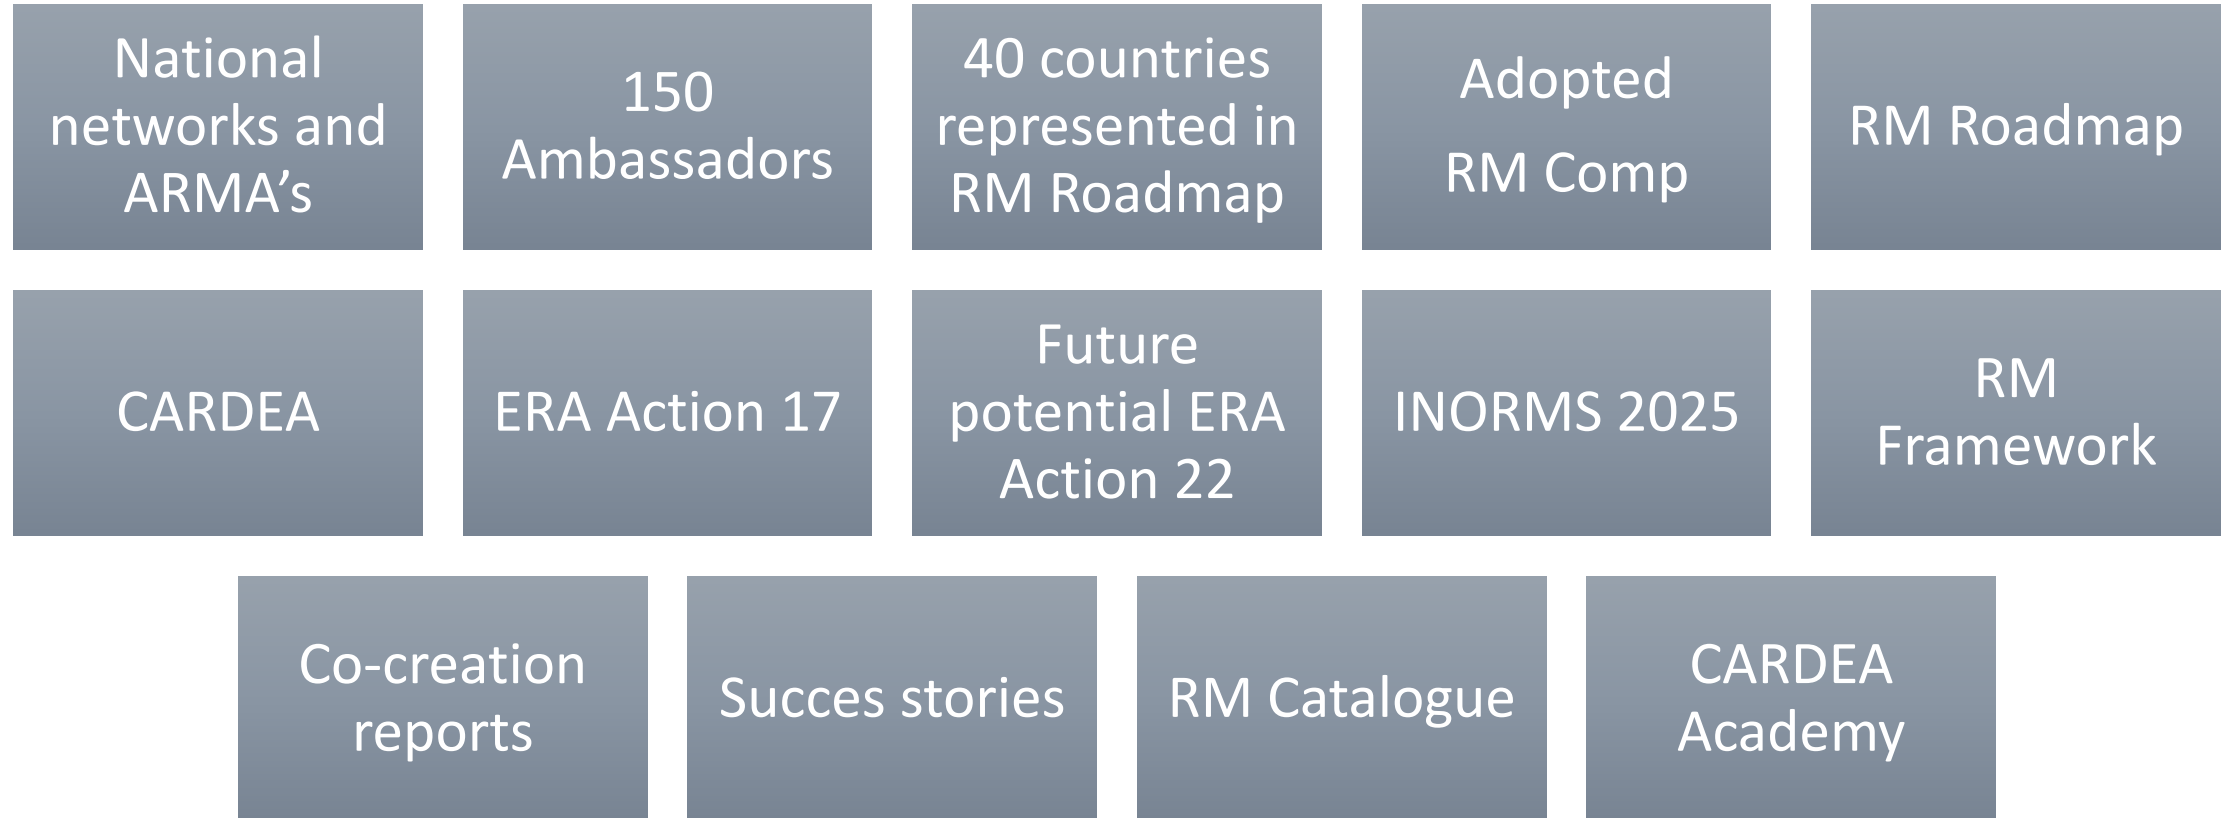 National
networks and
ARMA’s
150
Ambassadors
40 countries
represented in
RM Roadmap
Adopted
RM Comp
RM Roadmap
CARDEA
ERA Action 17
Future
potential ERA
Action 22
INORMS 2025
RM
Framework
Co-creation
reports
Succes stories
RM Catalogue
CARDEA
Academy